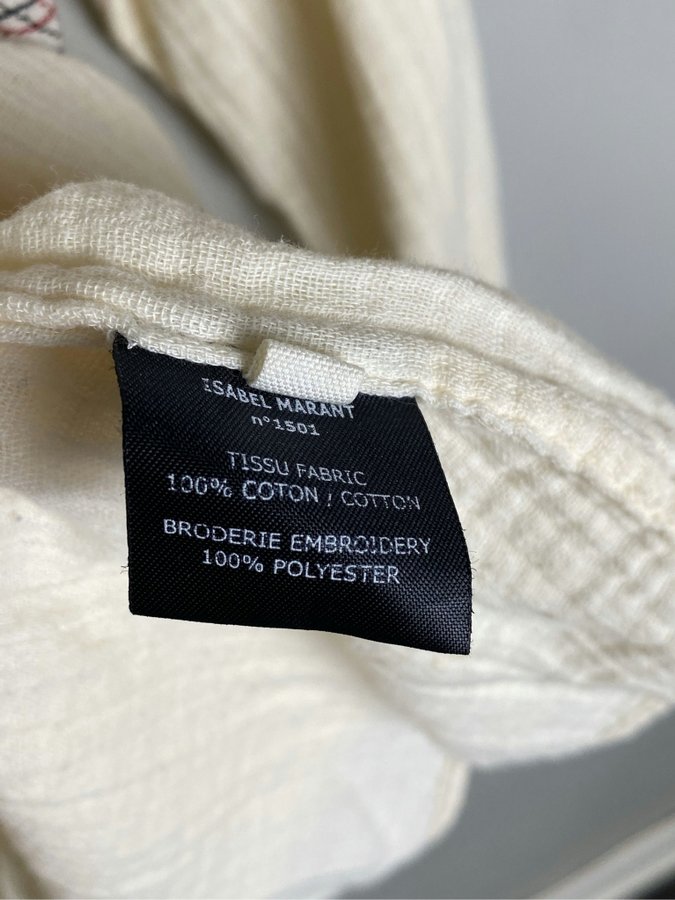 ISABEL MARANT
n°1501
TISSU FABRIC
100% COTON / COTTON
BRODERIE EMBROIDERY
100% POLYESTER